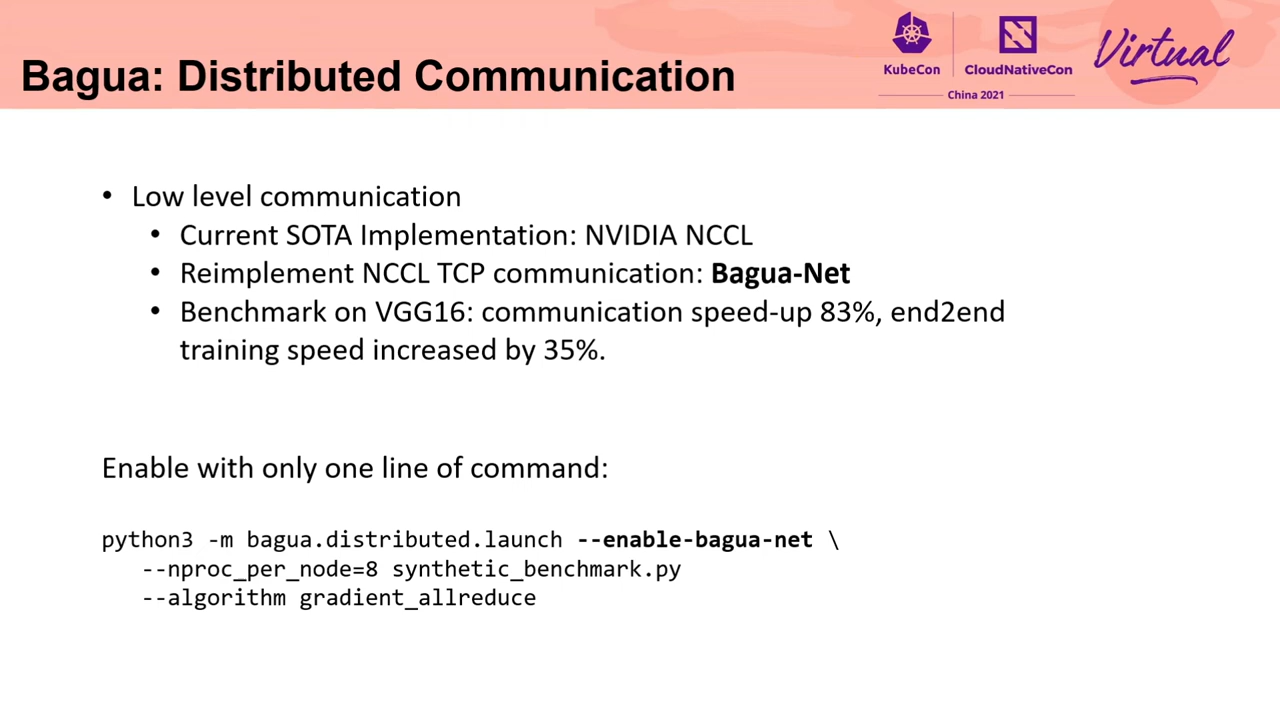 Bagua: Distributed Communication
KubeCon
CloudNativeCon
China 2021
Virtual
• Low level communication
• Current SOTA Implementation: NVIDIA NCCL
• Reimplement NCCL TCP communication: Bagua-Net
• Benchmark on VGG16: communication speed-up 83%, end2end
training speed increased by 35%.
Enable with only one line of command:
python3 -m bagua.distributed.launch --enable-bagua-net \
--nproc_per_node=8 synthetic_benchmark.py
--algorithm gradient_allreduce